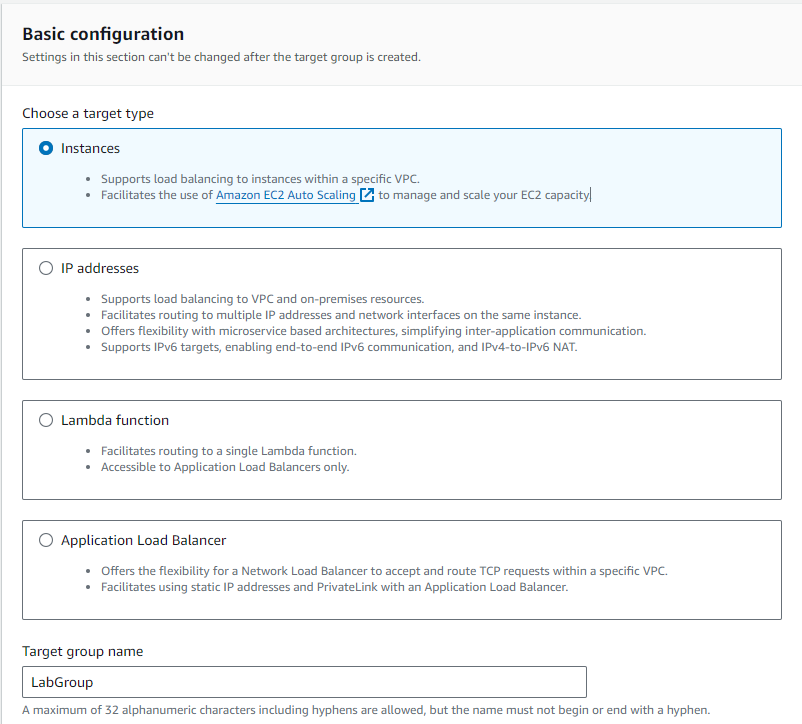 Basic configuration
Settings in this section can't be changed after the target group is created.
Choose a target type
Instances
Supports load balancing to instances within a specific VPC.
Facilitates the use of Amazon EC2 Auto Scaling to manage and scale your EC2 capacity
IP addresses
Supports load balancing to VPC and on-premises resources.
Facilitates routing to multiple IP addresses and network interfaces on the same instance.
Offers flexibility with microservice based architectures, simplifying inter-application communication.
Supports IPv6 targets, enabling end-to-end IPv6 communication, and IPv4-to-IPv6 NAT.
Lambda function
Facilitates routing to a single Lambda function.
Accessible to Application Load Balancers only.
Application Load Balancer
Offers the flexibility for a Network Load Balancer to accept and route TCP requests within a specific VPC.
Facilitates using static IP addresses and PrivateLink with an Application Load Balancer.
Target group name
LabGroup
A maximum of 32 alphanumeric characters including hyphens are allowed, but the name must not begin or end with a hyphen.